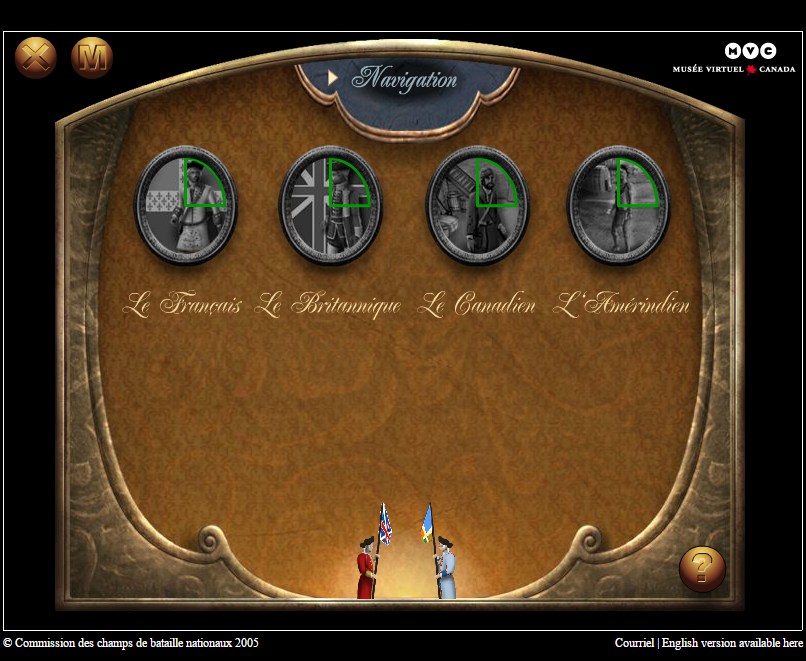 X M
MVC
MUSÉE VIRTUEL CANADA
Navigation
Le Français Le Britannique Le Canadien L'Amérindien
?
© Commission des champs de bataille nationaux 2005
Courriel | English version available here